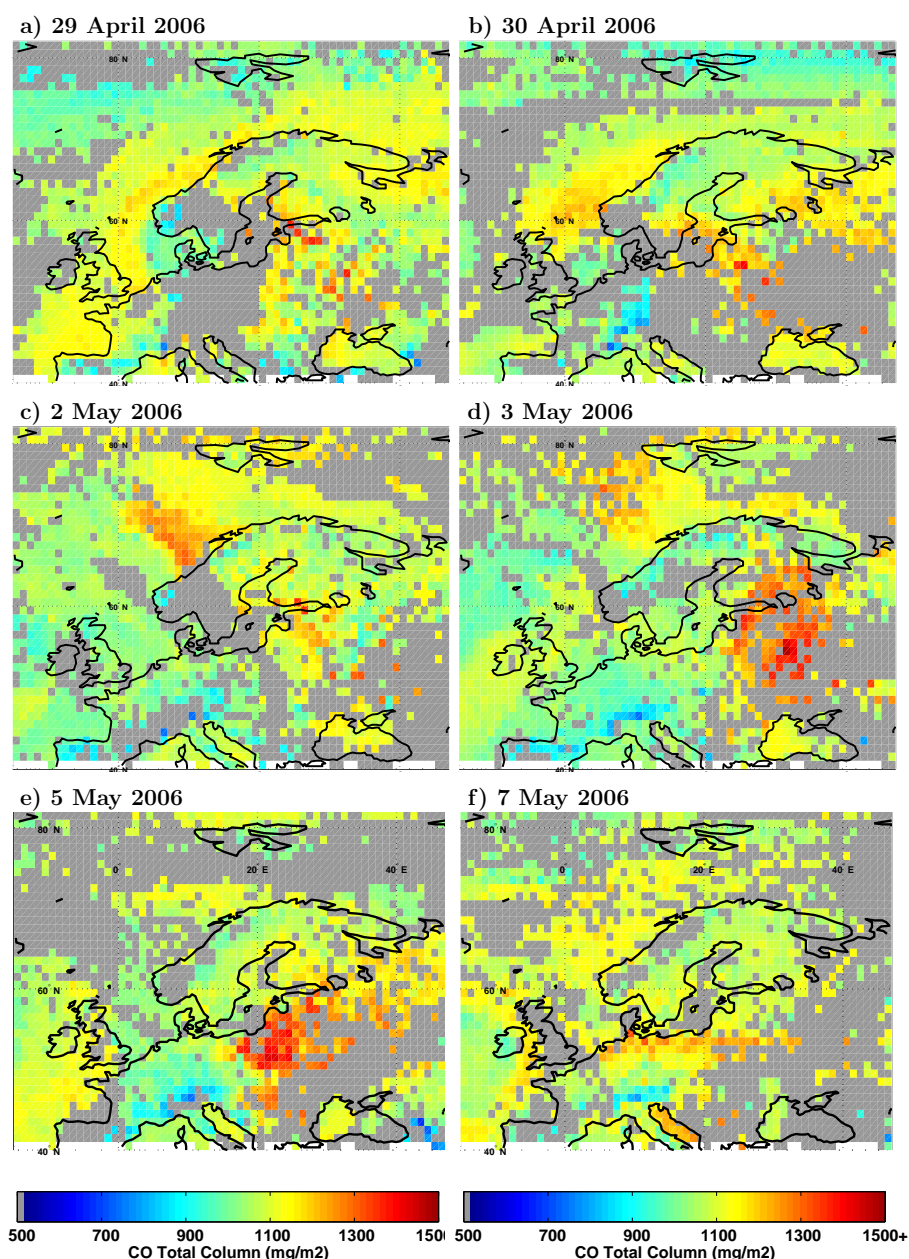 a) 29 April 2006
b) 30 April 2006
80 N
80 N
60 N
60 N
40 N
40 N
c) 2 May 2006
d) 3 May 2006
80 N
80 N
60 N
60 N
40 N
40 N
e) 5 May 2006
f) 7 May 2006
80 N
80 N
0 20 E 40 E
0 20 E 40 E
60 N
60 N
40 N
40 N
500 700 900 1100 1300 1500
500 700 900 1100 1300 1500+
CO Total Column (mg/m2)
CO Total Column (mg/m2)